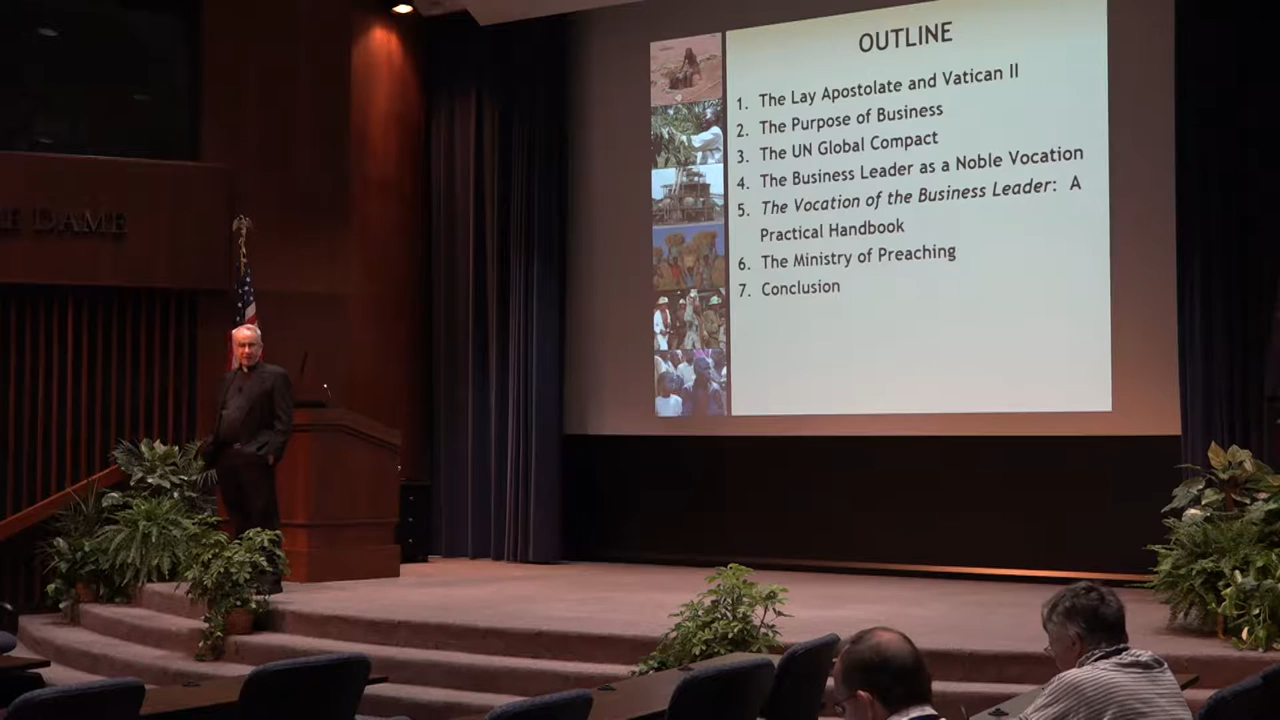 DAME
OUTLINE
1. The Lay Apostolate and Vatican II
2. The Purpose of Business
3. The UN Global Compact
4. The Business Leader as a Noble Vocation
5. The Vocation of the Business Leader: A
Practical Handbook
6. The Ministry of Preaching
7. Conclusion